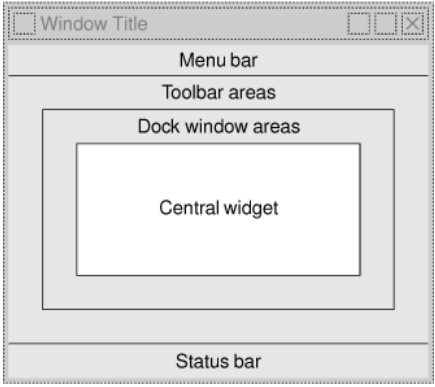 Window Title
Menu bar
Toolbar areas
Dock window areas
Central widget
Status bar